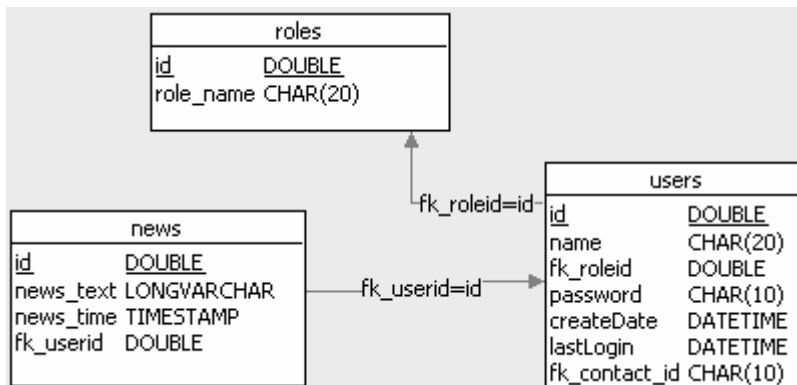 roles
id DOUBLE
role_name CHAR(20)
fk_roleid=id
users
id DOUBLE
name CHAR(20)
fk_roleid DOUBLE
password CHAR(10)
createDate DATETIME
lastLogin DATETIME
fk_contact_id CHAR(10)
news
id DOUBLE
news_text LONGVARCHAR
news_time TIMESTAMP
fk_userid DOUBLE
fk_userid=id